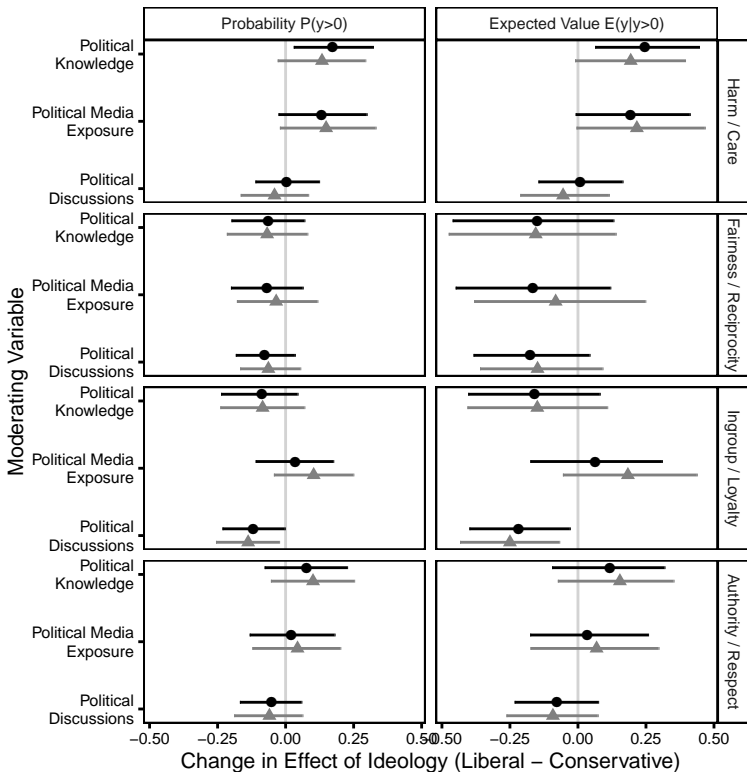 Probability P(y>0)
Expected Value E(y|y>0)
Moderating Variable
Political
Knowledge
Political Media
Exposure
Political
Discussions
Harm / Care
Political
Knowledge
Political Media
Exposure
Political
Discussions
Fairness / Reciprocity
Political
Knowledge
Political Media
Exposure
Political
Discussions
Ingroup / Loyalty
Political
Knowledge
Political Media
Exposure
Political
Discussions
Authority / Respect
−0.50 −0.25 0.00 0.25 0.50 −0.50 −0.25 0.00 0.25 0.50
Change in Effect of Ideology (Liberal − Conservative)